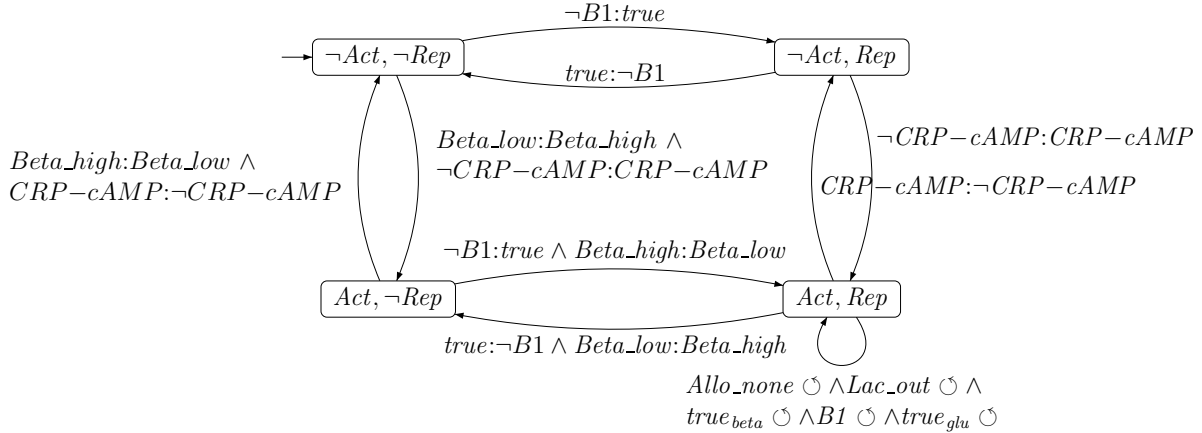 ¬B1:true
¬Act, ¬Rep
¬Act, Rep
true:¬B1
Beta_high:Beta_low ∧
CRP−cAMP:¬CRP−cAMP
Beta_low:Beta_high ∧
¬CRP−cAMP:CRP−cAMP
¬CRP−cAMP:CRP−cAMP
CRP−cAMP:¬CRP−cAMP
¬B1:true ∧ Beta_high:Beta_low
Act, ¬Rep
Act, Rep
true:¬B1 ∧ Beta_low:Beta_high
Allo_none ↺ ∧Lac_out ↺ ∧
true_beta ↺ ∧B1 ↺ ∧true_glu ↺